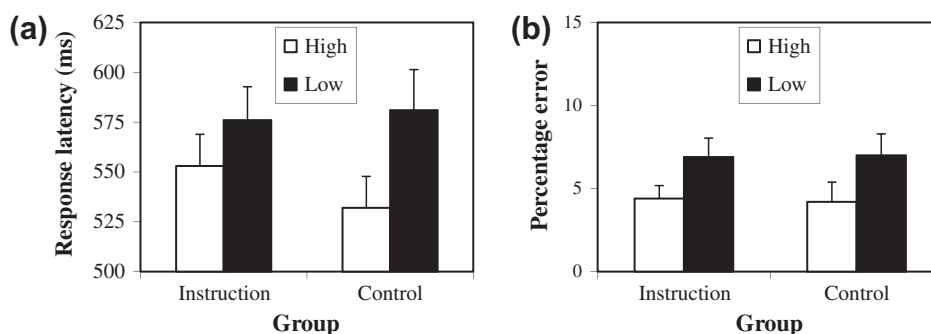 (a)
Response latency (ms)
625
600
575
550
525
500
High
Low
Instruction
Control
Group
(b)
Percentage error
15
10
5
0
High
Low
Instruction
Control
Group